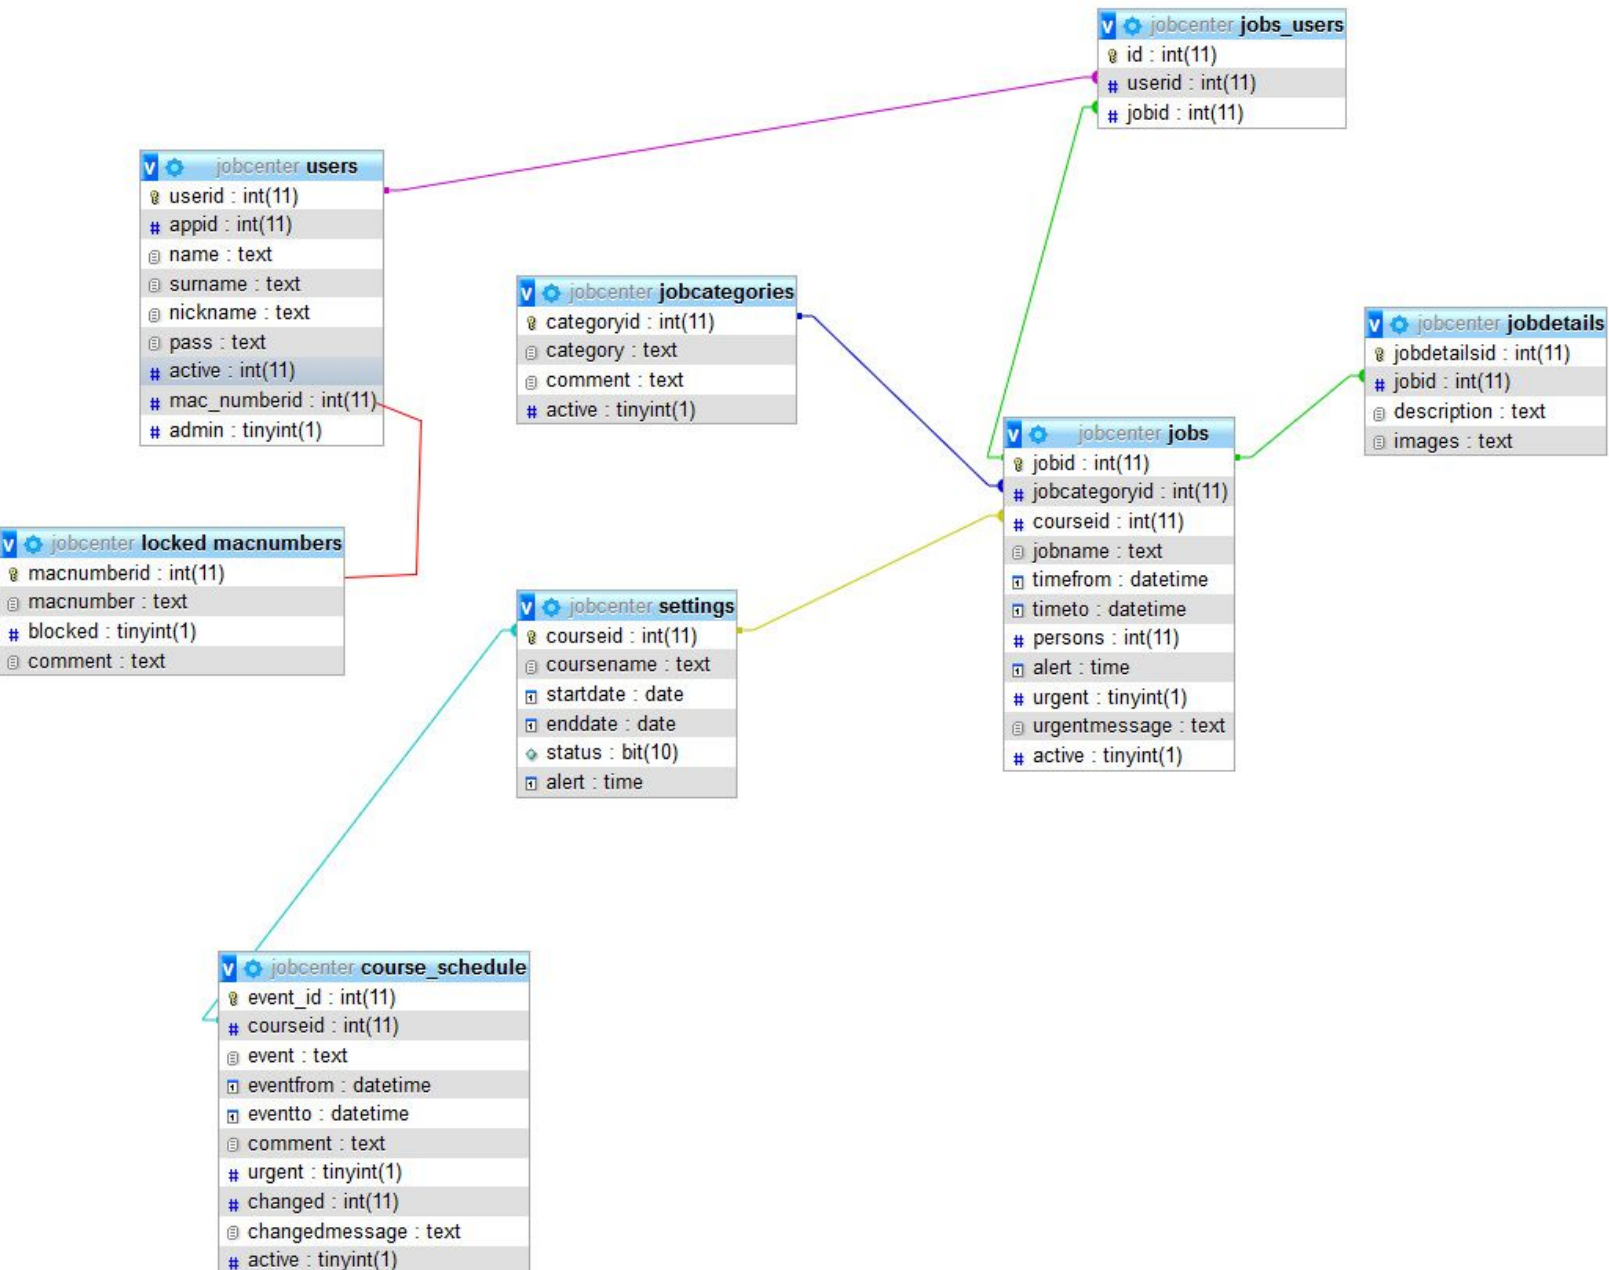 v jobcenter jobs_users
id : int(11)
# userid : int(11)
# jobid : int(11)
v jobcenter users
userid : int(11)
# appid : int(11)
name : text
surname : text
nickname : text
pass : text
# active : int(11)
# mac_numberid : int(11)
# admin : tinyint(1)
v jobcenter jobcategories
categoryid : int(11)
category : text
comment : text
# active : tinyint(1)
v jobcenter jobdetails
jobdetailsid : int(11)
# jobid : int(11)
description : text
images : text
v jobcenter jobs
jobid : int(11)
# jobcategoryid : int(11)
# courseid : int(11)
jobname : text
timefrom : datetime
timeto : datetime
# persons : int(11)
alert : time
# urgent : tinyint(1)
urgentmessage : text
# active : tinyint(1)
v jobcenter locked macnumbers
macnumberid : int(11)
macnumber : text
# blocked : tinyint(1)
comment : text
v jobcenter settings
courseid : int(11)
coursename : text
startdate : date
enddate : date
status : bit(10)
alert : time
v jobcenter course_schedule
event_id : int(11)
# courseid : int(11)
event : text
eventfrom : datetime
eventto : datetime
comment : text
# urgent : tinyint(1)
# changed : int(11)
changedmessage : text
# active : tinyint(1)